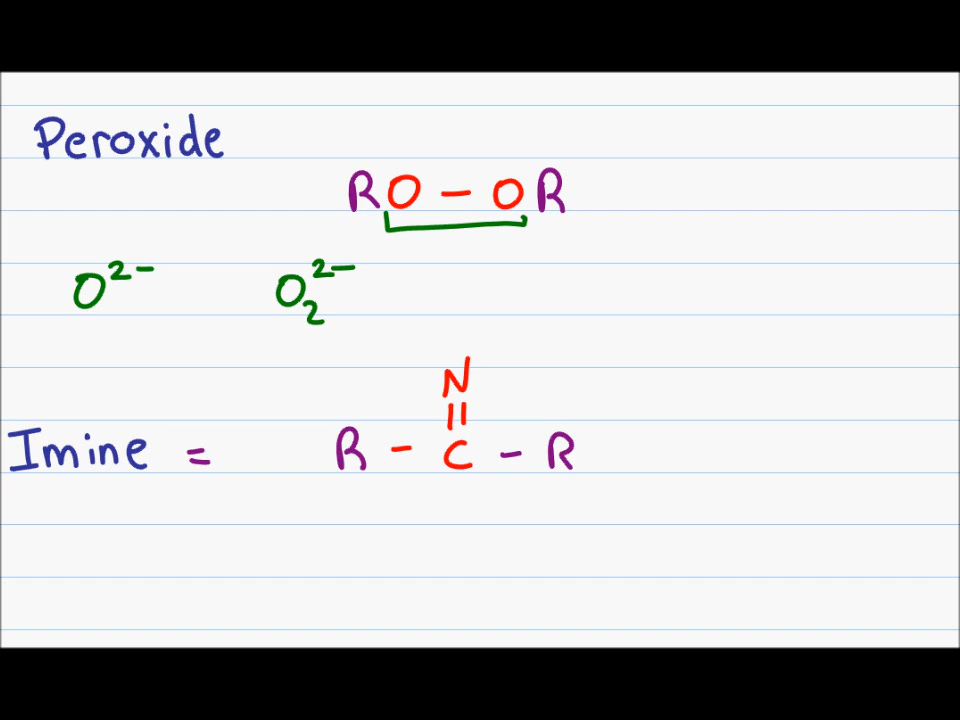 Peroxide
RO – OR
O²⁻ O₂²⁻
N
||
Imine = R – C – R